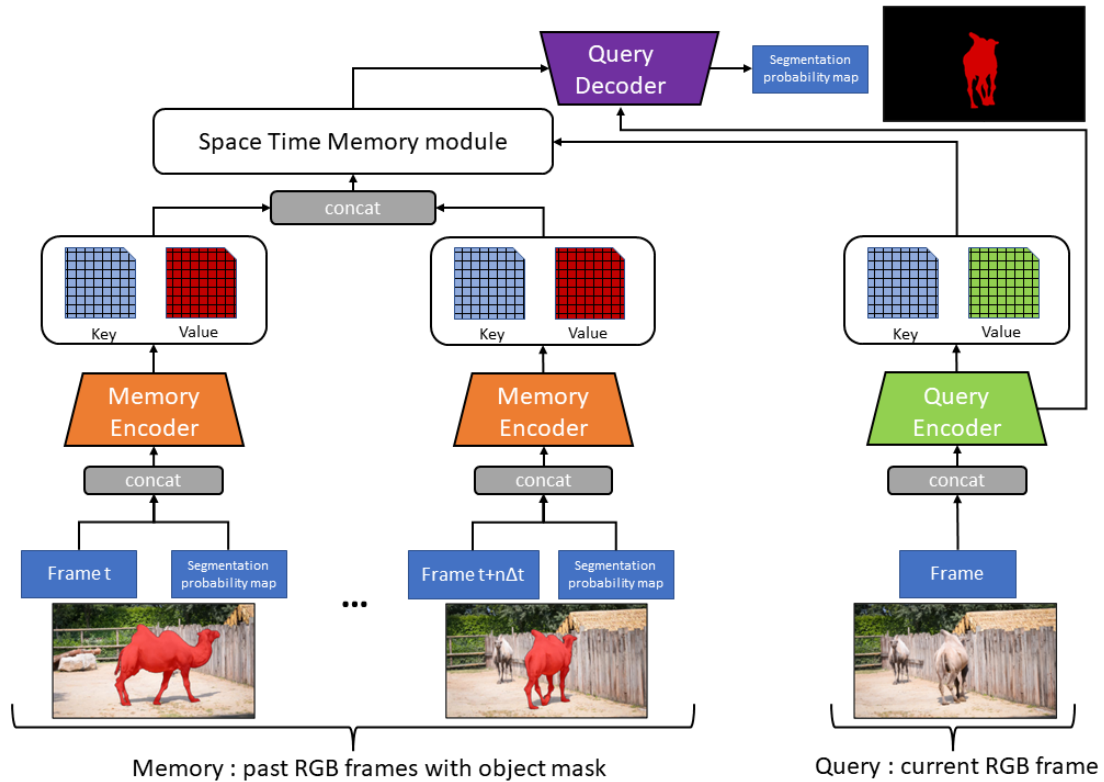 Query
Decoder
Segmentation
probability map
Space Time Memory module
concat
Key
Value
Key
Value
Key
Value
Memory
Encoder
Memory
Encoder
Query
Encoder
concat
concat
concat
Frame t
Segmentation
probability map
Frame t+nΔt
Segmentation
probability map
Frame
...
Memory : past RGB frames with object mask
Query : current RGB frame